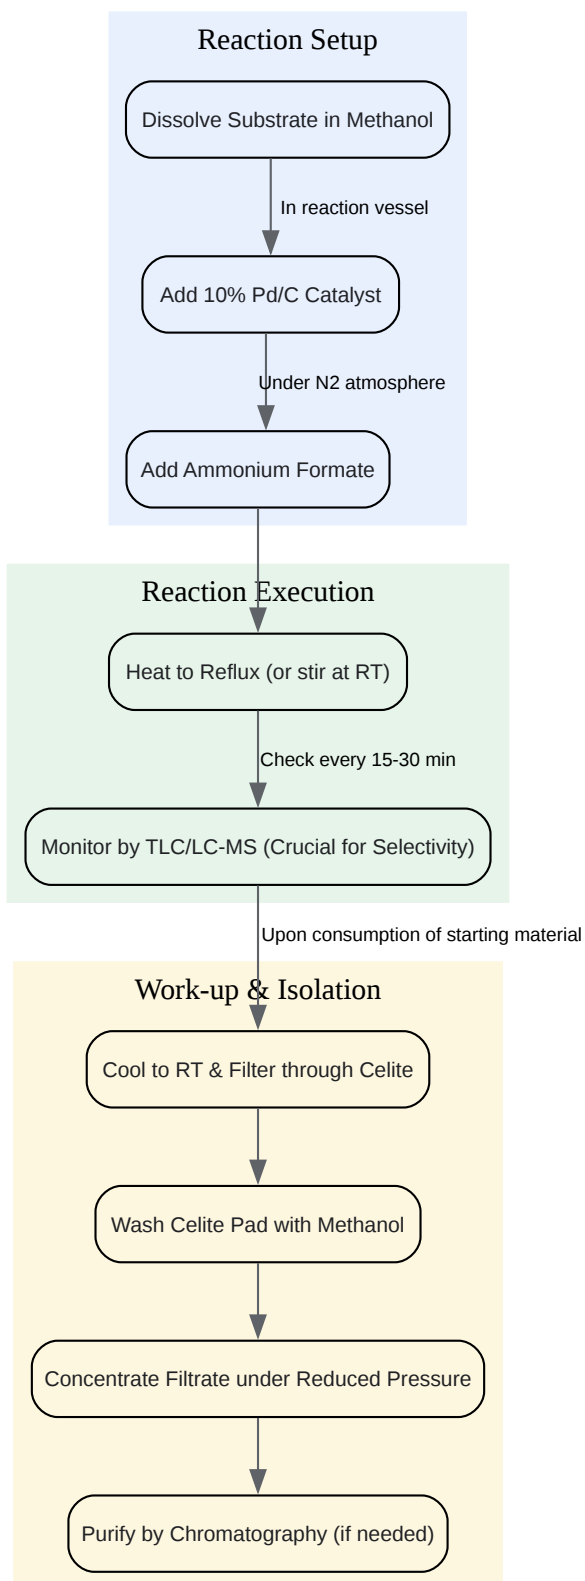 Reaction Setup
Dissolve Substrate in Methanol
In reaction vessel
Add 10% Pd/C Catalyst
Under N2 atmosphere
Add Ammonium Formate
Reaction Execution
Heat to Reflux (or stir at RT)
Check every 15-30 min
Monitor by TLC/LC-MS (Crucial for Selectivity)
Upon consumption of starting material
Work-up & Isolation
Cool to RT & Filter through Celite
Wash Celite Pad with Methanol
Concentrate Filtrate under Reduced Pressure
Purify by Chromatography (if needed)